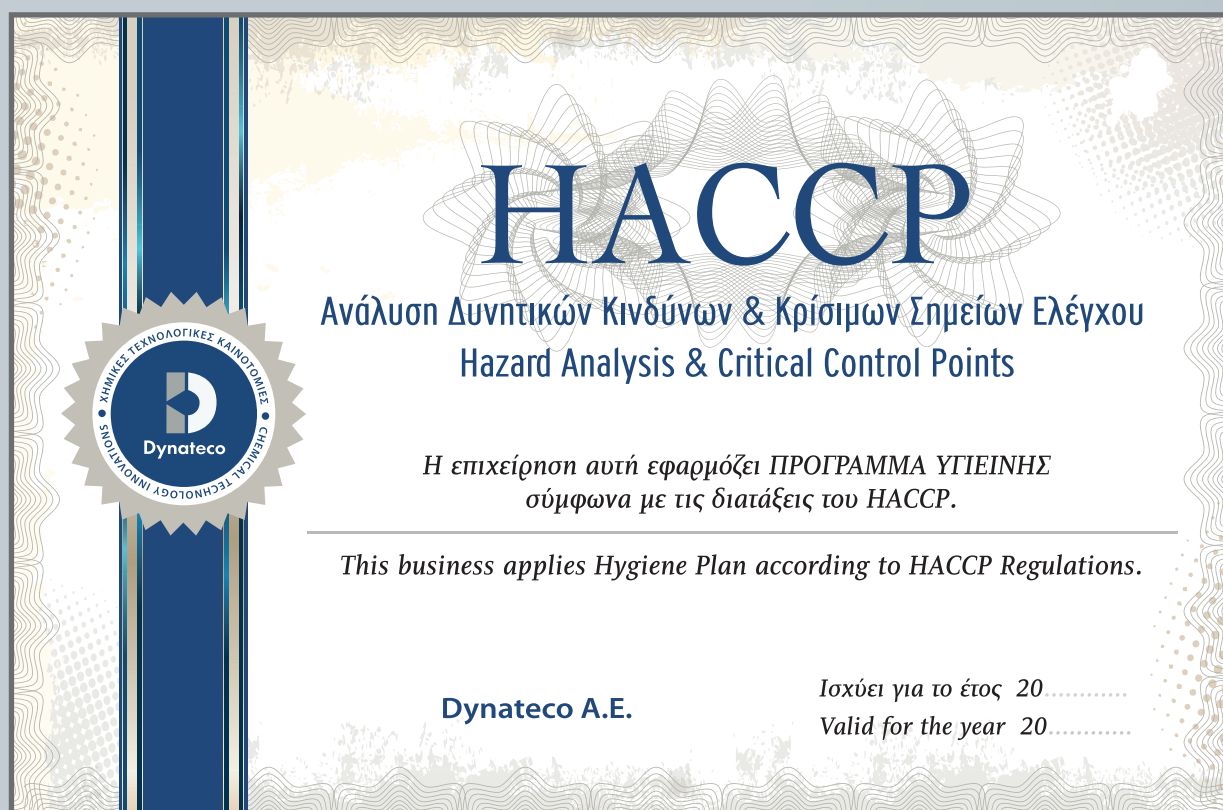 HACCP
Ανάλυση Δυνητικών Κινδύνων & Κρίσιμων Σημείων Ελέγχου
Hazard Analysis & Critical Control Points
ΧΗΜΙΚΕΣ ΤΕΧΝΟΛΟΓΙΚΕΣ ΚΑΙΝΟΤΟΜΙΕΣ
Dynateco
CHEMICAL TECHNOLOGY INNOVATIONS
Η επιχείρηση αυτή εφαρμόζει ΠΡΟΓΡΑΜΜΑ ΥΓΙΕΙΝΗΣ
σύμφωνα με τις διατάξεις του HACCP.
This business applies Hygiene Plan according to HACCP Regulations.
Dynateco A.E.
Ισχύει για το έτος 20............
Valid for the year 20............